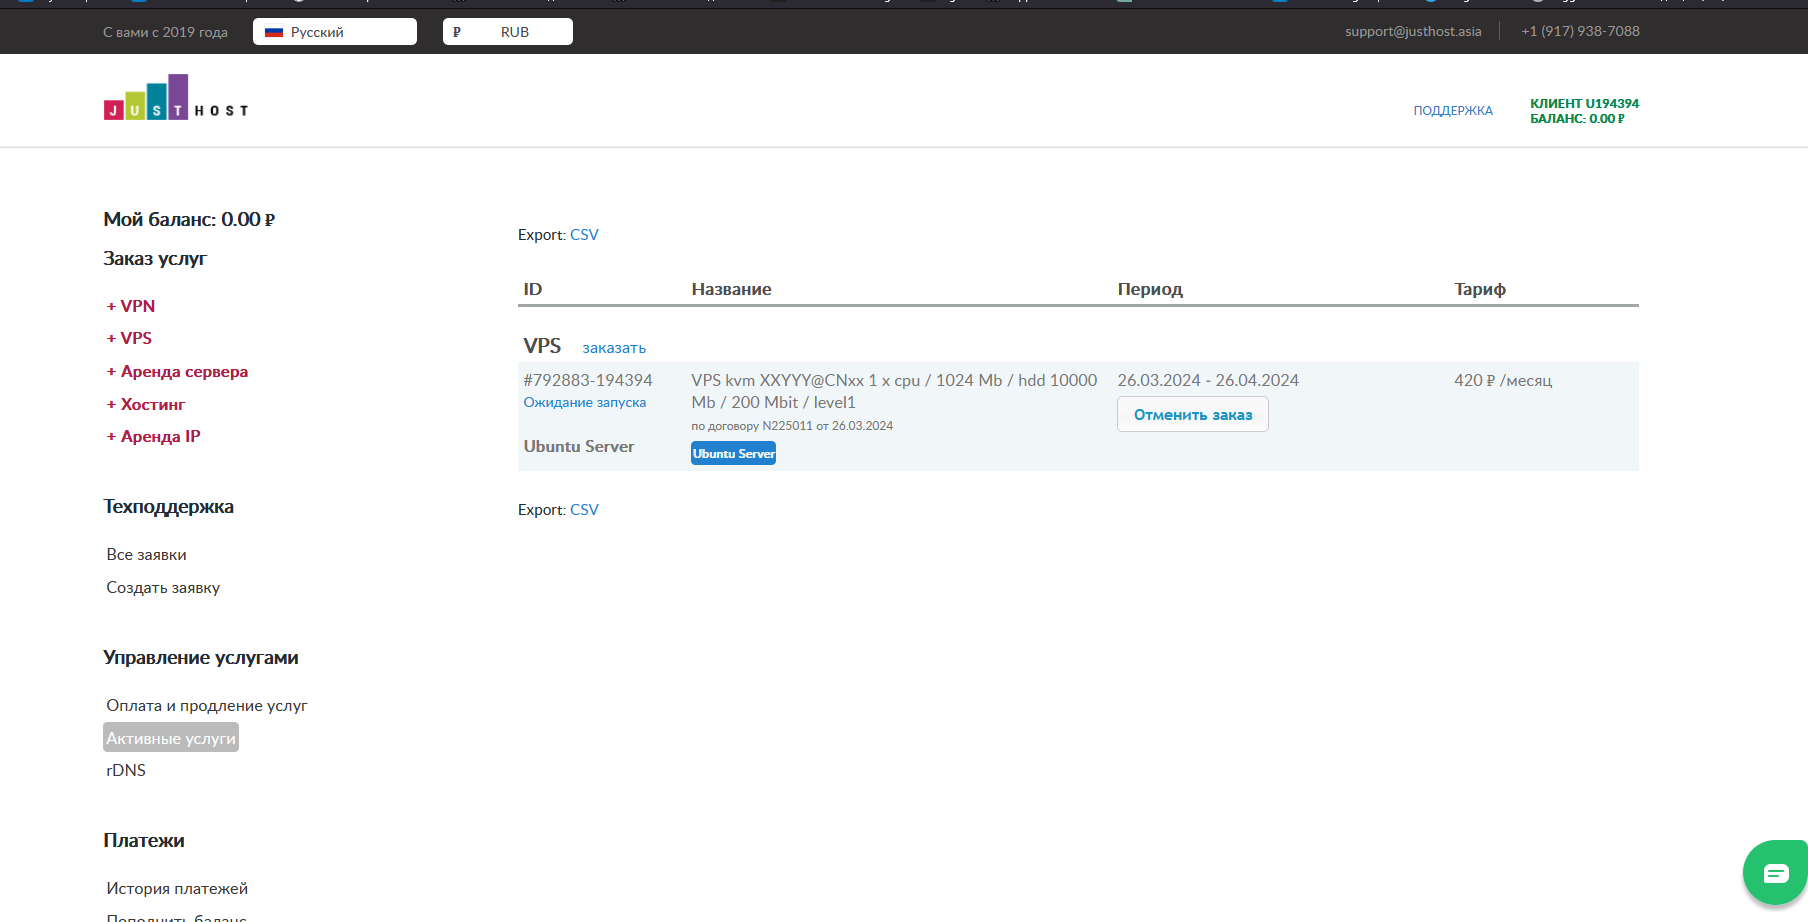 С вами с 2019 года
Русский
₽ RUB
support@justhost.asia
+1 (917) 938-7088
JUST HOST
ПОДДЕРЖКА
КЛИЕНТ U194394
БАЛАНС: 0.00 ₽
Мой баланс: 0.00 ₽
Заказ услуг
+ VPN
+ VPS
+ Аренда сервера
+ Хостинг
+ Аренда IP
Техподдержка
Все заявки
Создать заявку
Управление услугами
Оплата и продление услуг
Активные услуги
rDNS
Платежи
История платежей
Пополнить баланс
Export: CSV
ID Название Период Тариф
VPS заказать
#792883-194394
Ожидание запуска
Ubuntu Server
VPS kvm XXYYY@CNxx 1 x cpu / 1024 Mb / hdd 10000
Mb / 200 Mbit / level1
по договору N225011 от 26.03.2024
Ubuntu Server
26.03.2024 - 26.04.2024
Отменить заказ
420 ₽ /месяц
Export: CSV